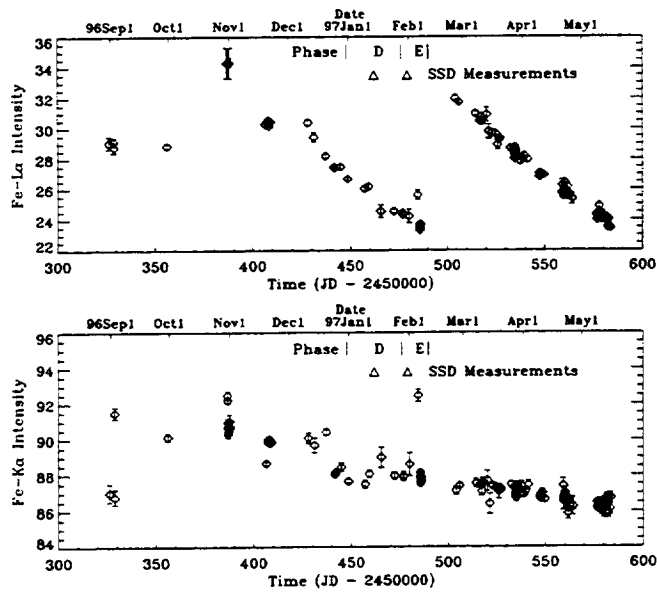 Date
96Sep1 Oct1 Nov1 Dec1 97Jan1 Feb1 Mar1 Apr1 May1
36
34
32
30
28
26
24
22
Fe-Lα Intensity
Phase | D | E|
△ △ SSD Measurements
300 350 400 450 500 550 600
Time (JD - 2450000)
Date
96Sep1 Oct1 Nov1 Dec1 97Jan1 Feb1 Mar1 Apr1 May1
96
94
92
90
88
86
84
Fe-Kα Intensity
Phase | D | E|
△ △ SSD Measurements
300 350 400 450 500 550 600
Time (JD - 2450000)